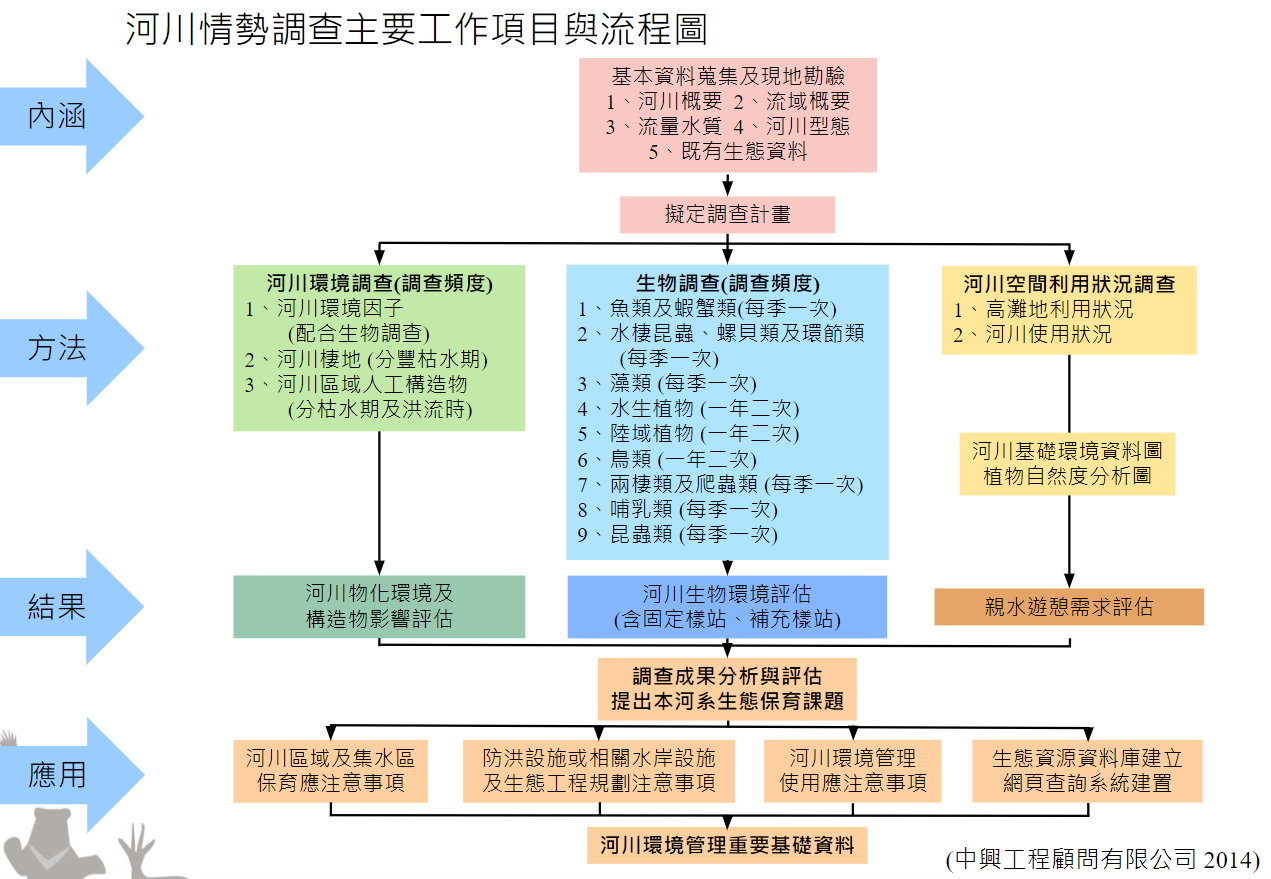 河川情勢調查主要工作項目與流程圖
內涵
基本資料蒐集及現地勘驗
1、河川概要 2、流域概要
3、流量水質 4、河川型態
5、既有生態資料
擬定調查計畫
方法
河川環境調查(調查頻度)
1、河川環境因子
(配合生物調查)
2、河川棲地 (分豐枯水期)
3、河川區域人工構造物
(分枯水期及洪流時)
生物調查(調查頻度)
1、魚類及蝦蟹類(每季一次)
2、水棲昆蟲、螺貝類及環節類
(每季一次)
3、藻類 (每季一次)
4、水生植物 (一年二次)
5、陸域植物 (一年二次)
6、鳥類 (一年二次)
7、兩棲類及爬蟲類 (每季一次)
8、哺乳類 (每季一次)
9、昆蟲類 (每季一次)
河川空間利用狀況調查
1、高灘地利用狀況
2、河川使用狀況
河川基礎環境資料圖
植物自然度分析圖
結果
河川物化環境及
構造物影響評估
河川生物環境評估
(含固定樣站、補充樣站)
親水遊憩需求評估
調查成果分析與評估
提出本河系生態保育課題
應用
河川區域及集水區
保育應注意事項
防洪設施或相關水岸設施
及生態工程規劃注意事項
河川環境管理
使用應注意事項
生態資源資料庫建立
網頁查詢系統建置
河川環境管理重要基礎資料
(中興工程顧問有限公司 2014)